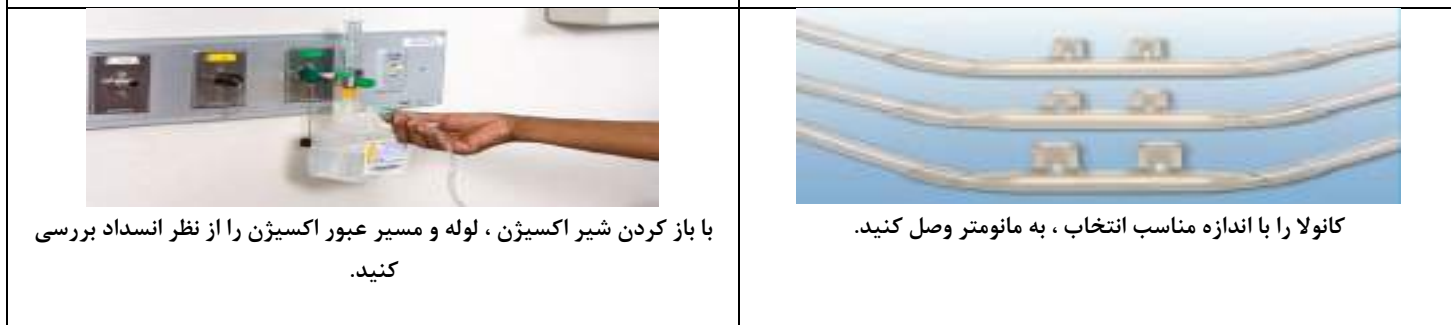 کانولا را با اندازه مناسب انتخاب ، به مانومتر وصل کنید.
با باز کردن شیر اکسیژن ، لوله و مسیر عبور اکسیژن را از نظر انسداد بررسی
کنید.